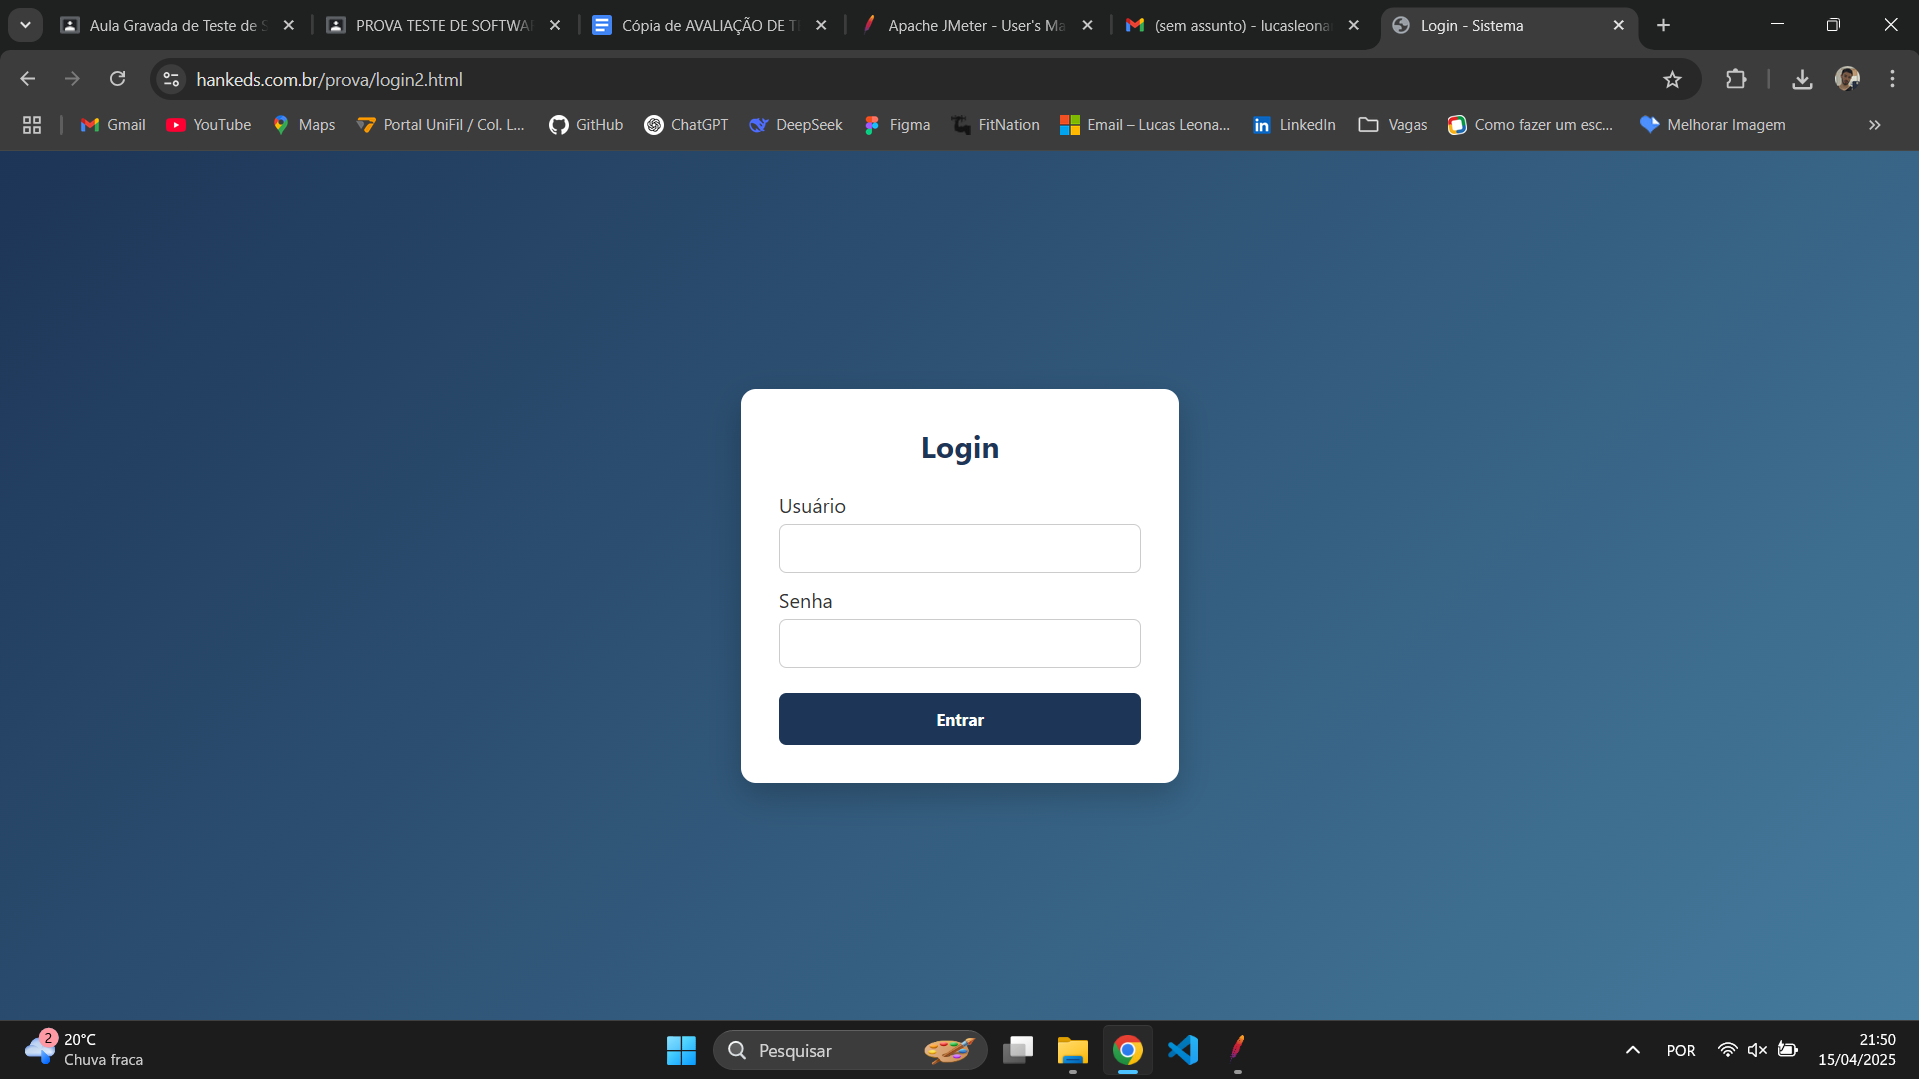 Aula Gravada de Teste de S
PROVA TESTE DE SOFTWA
Cópia de AVALIAÇÃO DE T
Apache JMeter - User's Ma
(sem assunto) - lucasleona
Login - Sistema
hankeds.com.br/prova/login2.html
Gmail
YouTube
Maps
Portal UniFil / Col. L...
GitHub
ChatGPT
DeepSeek
Figma
FitNation
Email – Lucas Leona...
LinkedIn
Vagas
Como fazer um esc...
Melhorar Imagem
Login
Usuário
Senha
Entrar
2
20°C
Chuva fraca
Pesquisar
POR
21:50
15/04/2025